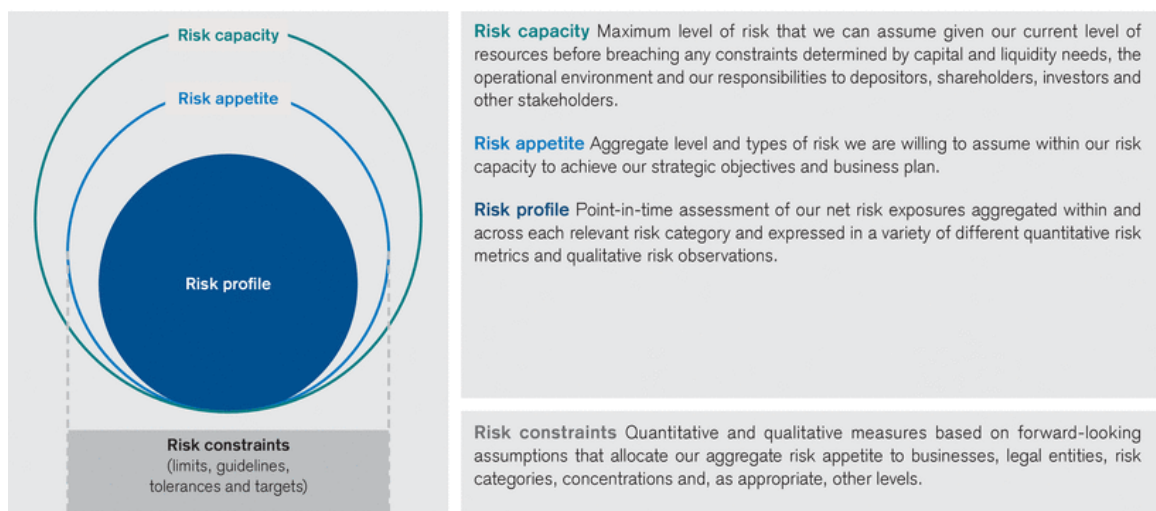 Risk capacity
Risk appetite
Risk profile
Risk constraints
(limits, guidelines,
tolerances and targets)
Risk capacity Maximum level of risk that we can assume given our current level of
resources before breaching any constraints determined by capital and liquidity needs, the
operational environment and our responsibilities to depositors, shareholders, investors and
other stakeholders.
Risk appetite Aggregate level and types of risk we are willing to assume within our risk
capacity to achieve our strategic objectives and business plan.
Risk profile Point-in-time assessment of our net risk exposures aggregated within and
across each relevant risk category and expressed in a variety of different quantitative risk
metrics and qualitative risk observations.
Risk constraints Quantitative and qualitative measures based on forward-looking
assumptions that allocate our aggregate risk appetite to businesses, legal entities, risk
categories, concentrations and, as appropriate, other levels.